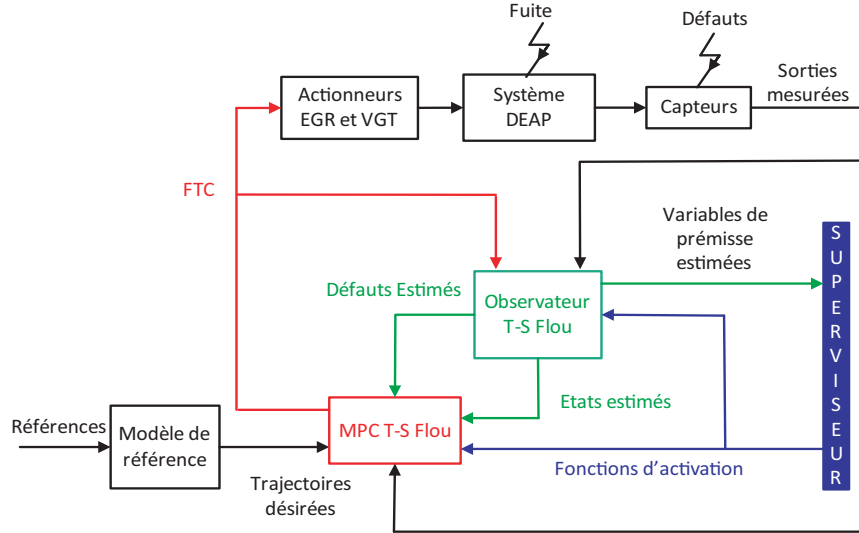 Fuite
Défauts
Actionneurs
EGR et VGT
Système
DEAP
Capteurs
Sorties
mesurées
FTC
Variables de
prémisse
estimées
Défauts Estimés
Observateur
T-S Flou
SUPERVISEUR
Etats estimés
Références
Modèle de
référence
MPC T-S Flou
Trajectoires
désirées
Fonctions d'activation